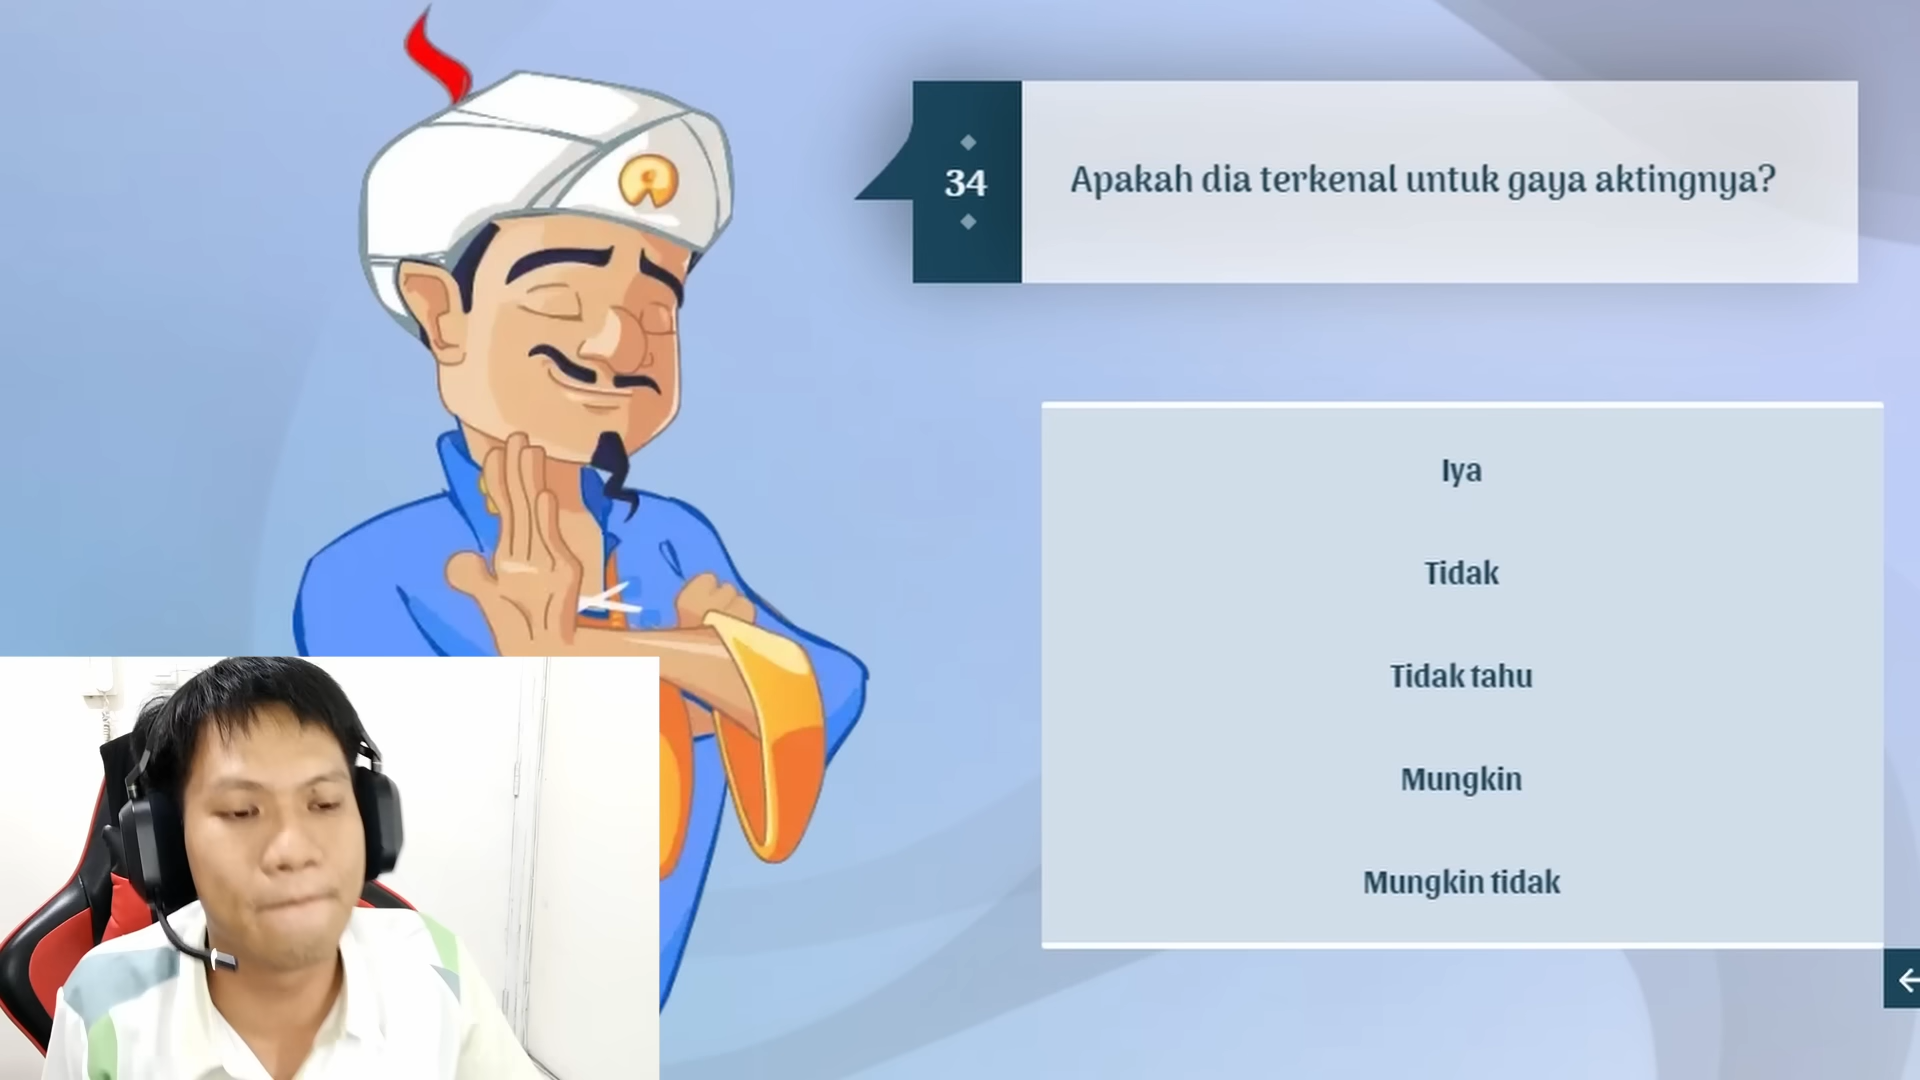 34
Apakah dia terkenal untuk gaya aktingnya?
Iya
Tidak
Tidak tahu
Mungkin
Mungkin tidak